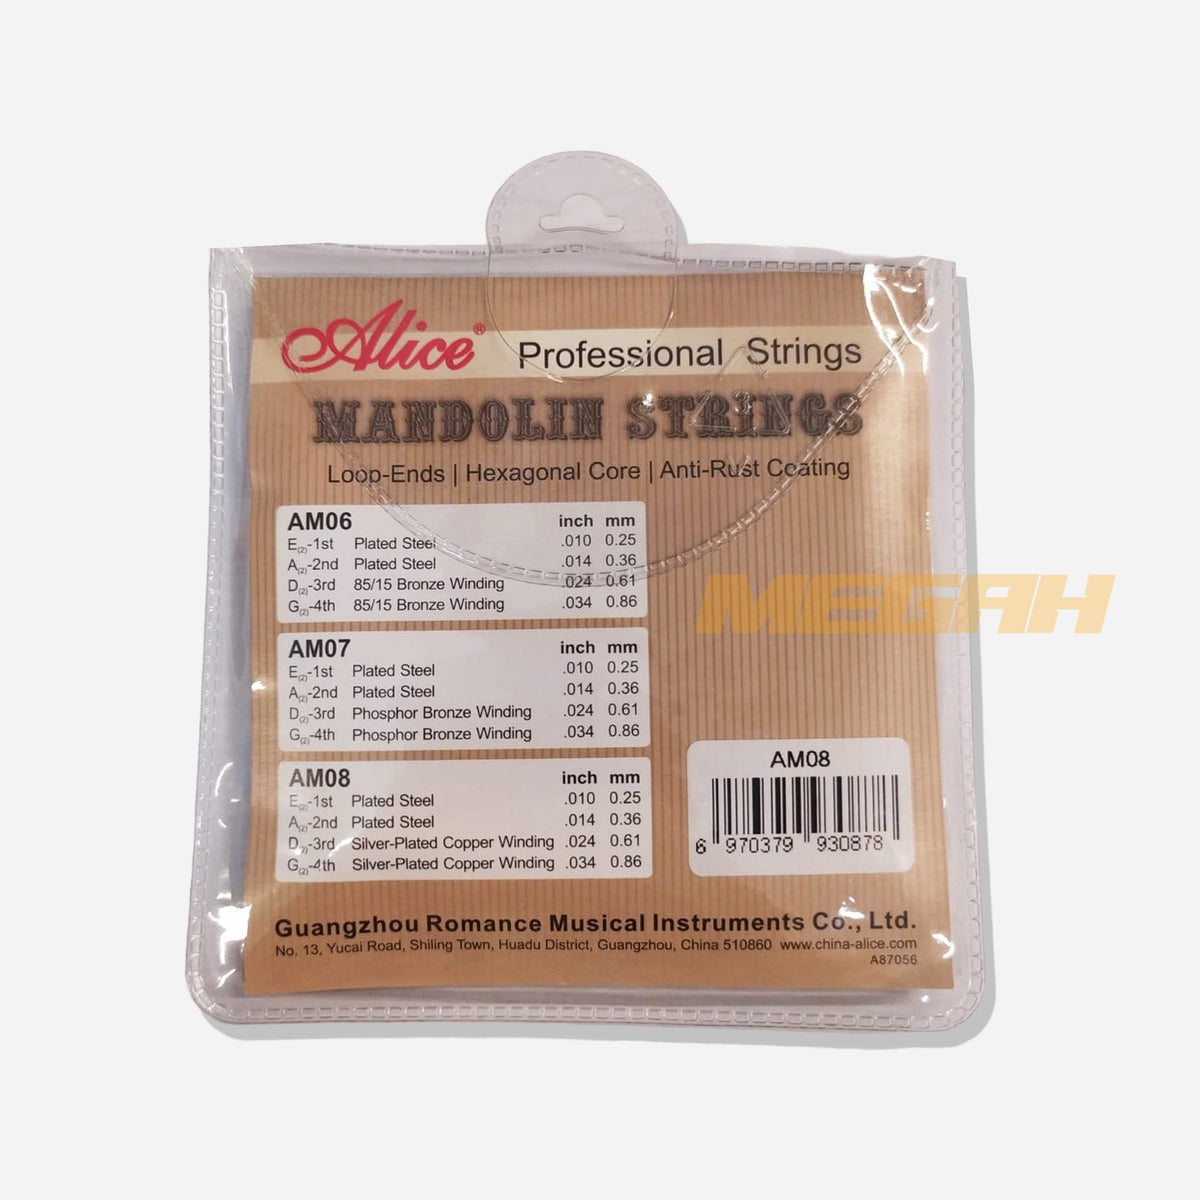 Alice® Professional Strings
MANDOLIN STRINGS
Loop-Ends | Hexagonal Core | Anti-Rust Coating
AM06 inch mm
E(2)-1st Plated Steel .010 0.25
A(2)-2nd Plated Steel .014 0.36
D(2)-3rd 85/15 Bronze Winding .024 0.61
G(2)-4th 85/15 Bronze Winding .034 0.86
MEGAH
AM07 inch mm
E(2)-1st Plated Steel .010 0.25
A(2)-2nd Plated Steel .014 0.36
D(2)-3rd Phosphor Bronze Winding .024 0.61
G(2)-4th Phosphor Bronze Winding .034 0.86
AM08 inch mm
E(2)-1st Plated Steel .010 0.25
A(2)-2nd Plated Steel .014 0.36
D(2)-3rd Silver-Plated Copper Winding .024 0.61
G(2)-4th Silver-Plated Copper Winding .034 0.86
AM08
6 970379 930878
Guangzhou Romance Musical Instruments Co., Ltd.
No. 13, Yucai Road, Shiling Town, Huadu District, Guangzhou, China 510860 www.china-alice.com
A87056